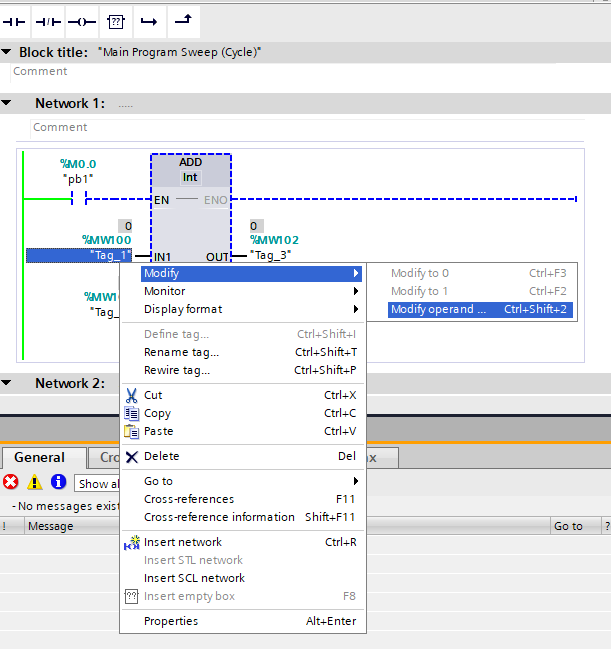 ??
Block title: "Main Program Sweep (Cycle)"
Comment
Network 1: .....
Comment
%M0.0
"pb1"
ADD
Int
EN ENO
0
%MW100
"Tag_1"
IN1
OUT
0
%MW102
"Tag_3"
%MW1
"Tag_
Modify
Monitor
Display format
Define tag... Ctrl+Shift+I
Rename tag... Ctrl+Shift+T
Rewire tag... Ctrl+Shift+P
Cut Ctrl+X
Copy Ctrl+C
Paste Ctrl+V
Delete Del
Go to
Cross-references F11
Cross-reference information Shift+F11
Insert network Ctrl+R
Insert STL network
Insert SCL network
?? Insert empty box F8
Properties Alt+Enter
Modify to 0 Ctrl+F3
Modify to 1 Ctrl+F2
Modify operand ... Ctrl+Shift+2
Network 2:
General Cro
Show al
No messages exist
! Message Go to ?